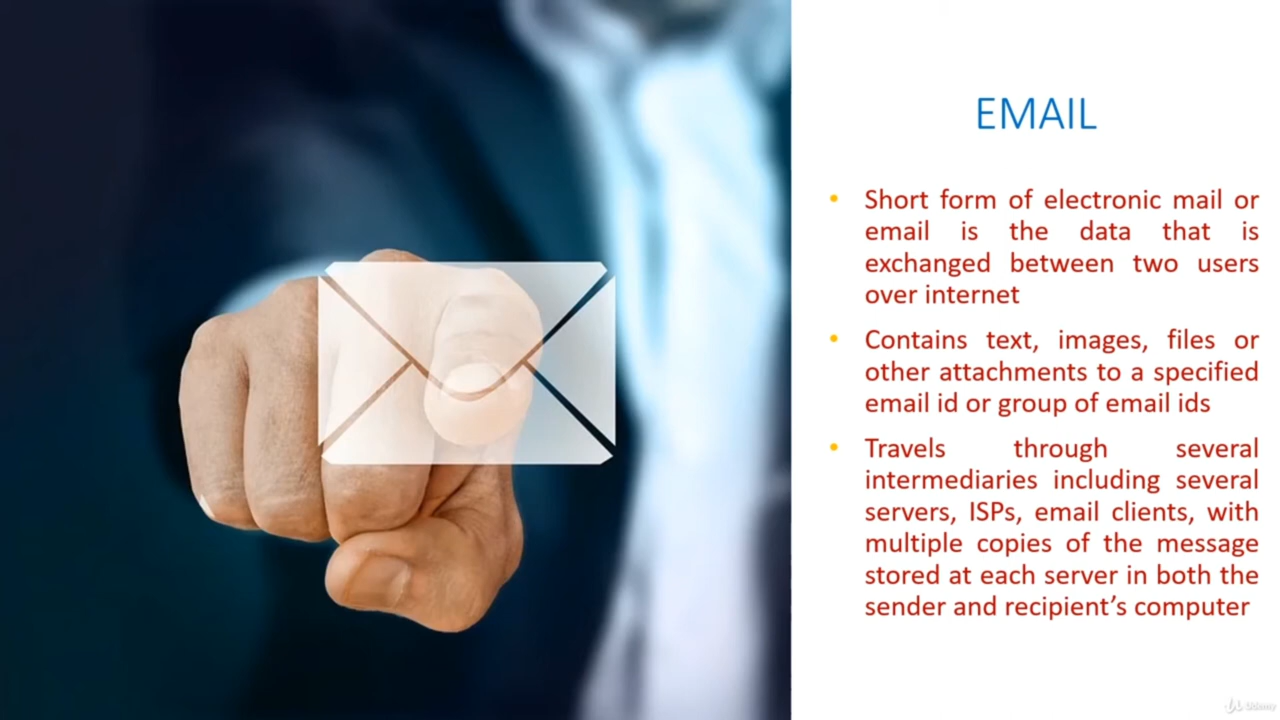 EMAIL
• Short form of electronic mail or
email is the data that is
exchanged between two users
over internet
• Contains text, images, files or
other attachments to a specified
email id or group of email ids
• Travels through several
intermediaries including several
servers, ISPs, email clients, with
multiple copies of the message
stored at each server in both the
sender and recipient’s computer
Udemy